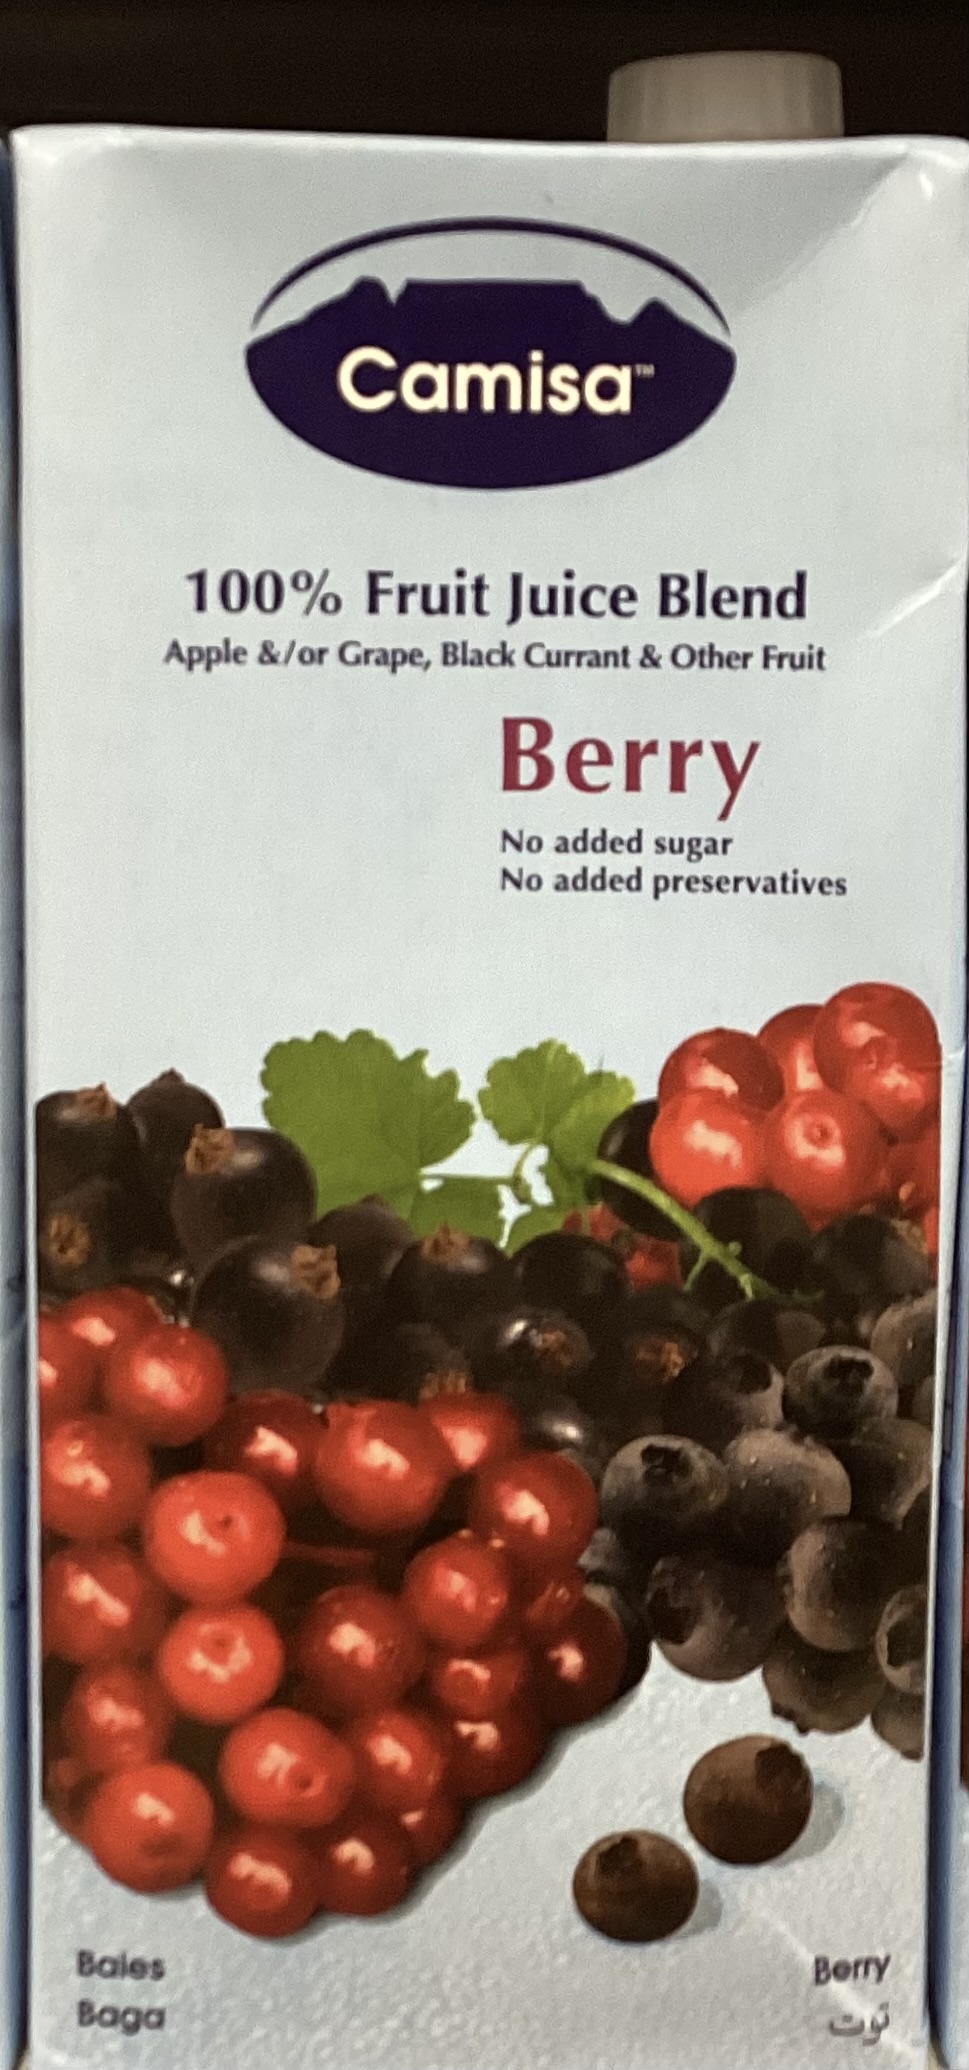 Camisa™
100% Fruit Juice Blend
Apple &/or Grape, Black Currant & Other Fruit
Berry
No added sugar
No added preservatives
Baies
Baga
Berry
توت